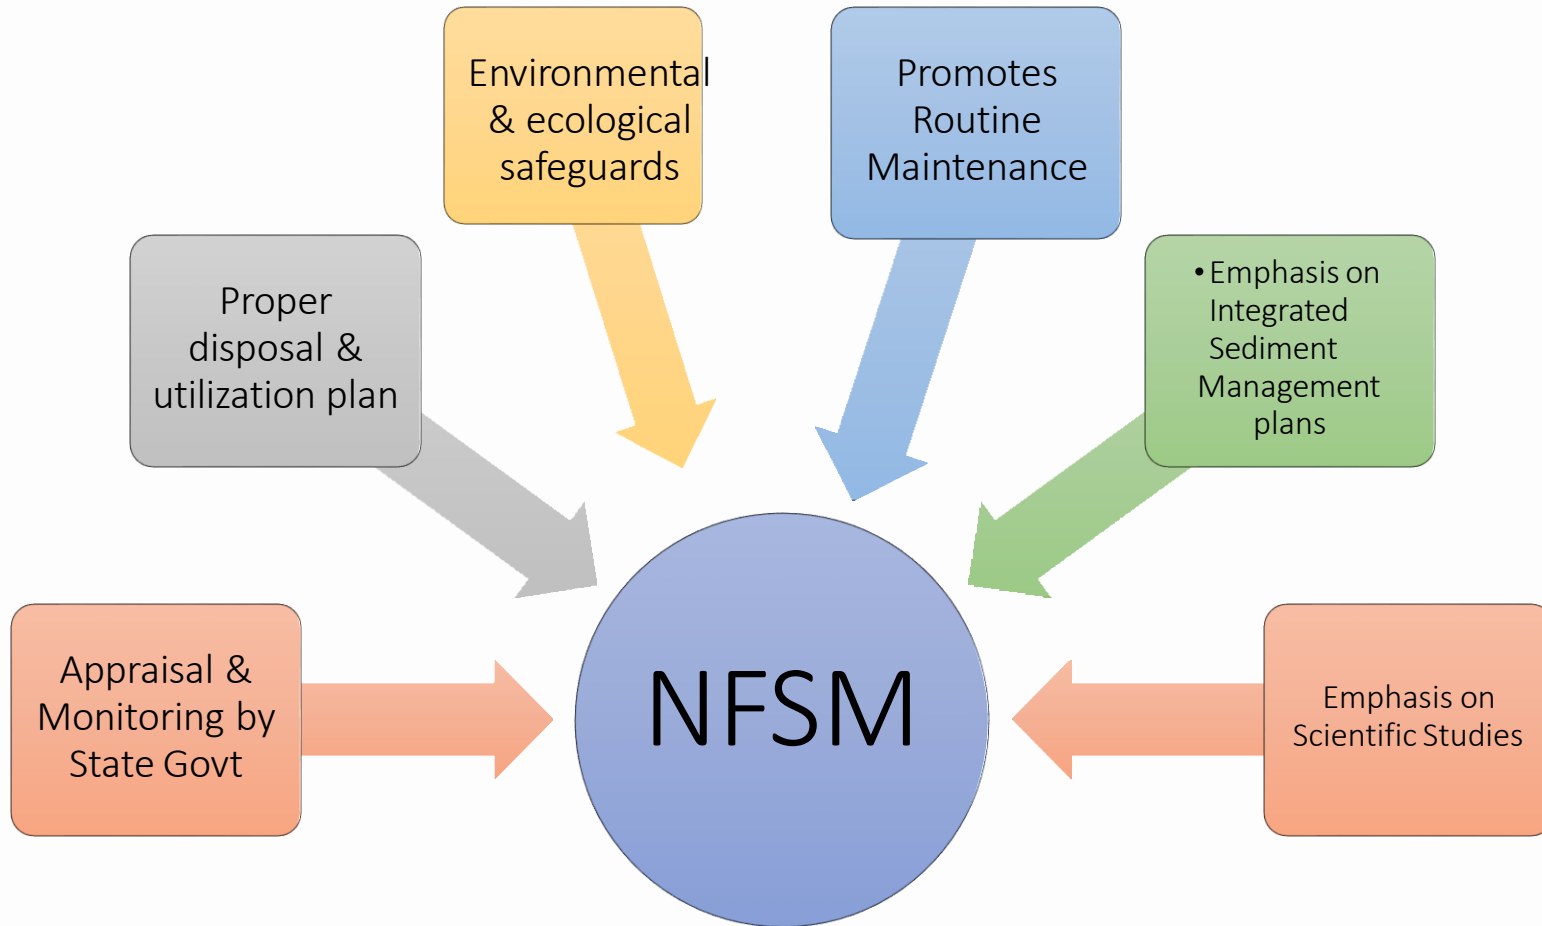 Environmental
& ecological
safeguards
Promotes
Routine
Maintenance
Proper
disposal &
utilization plan
• Emphasis on
Integrated
Sediment
Management
plans
Appraisal &
Monitoring by
State Govt
NFSM
Emphasis on
Scientific Studies